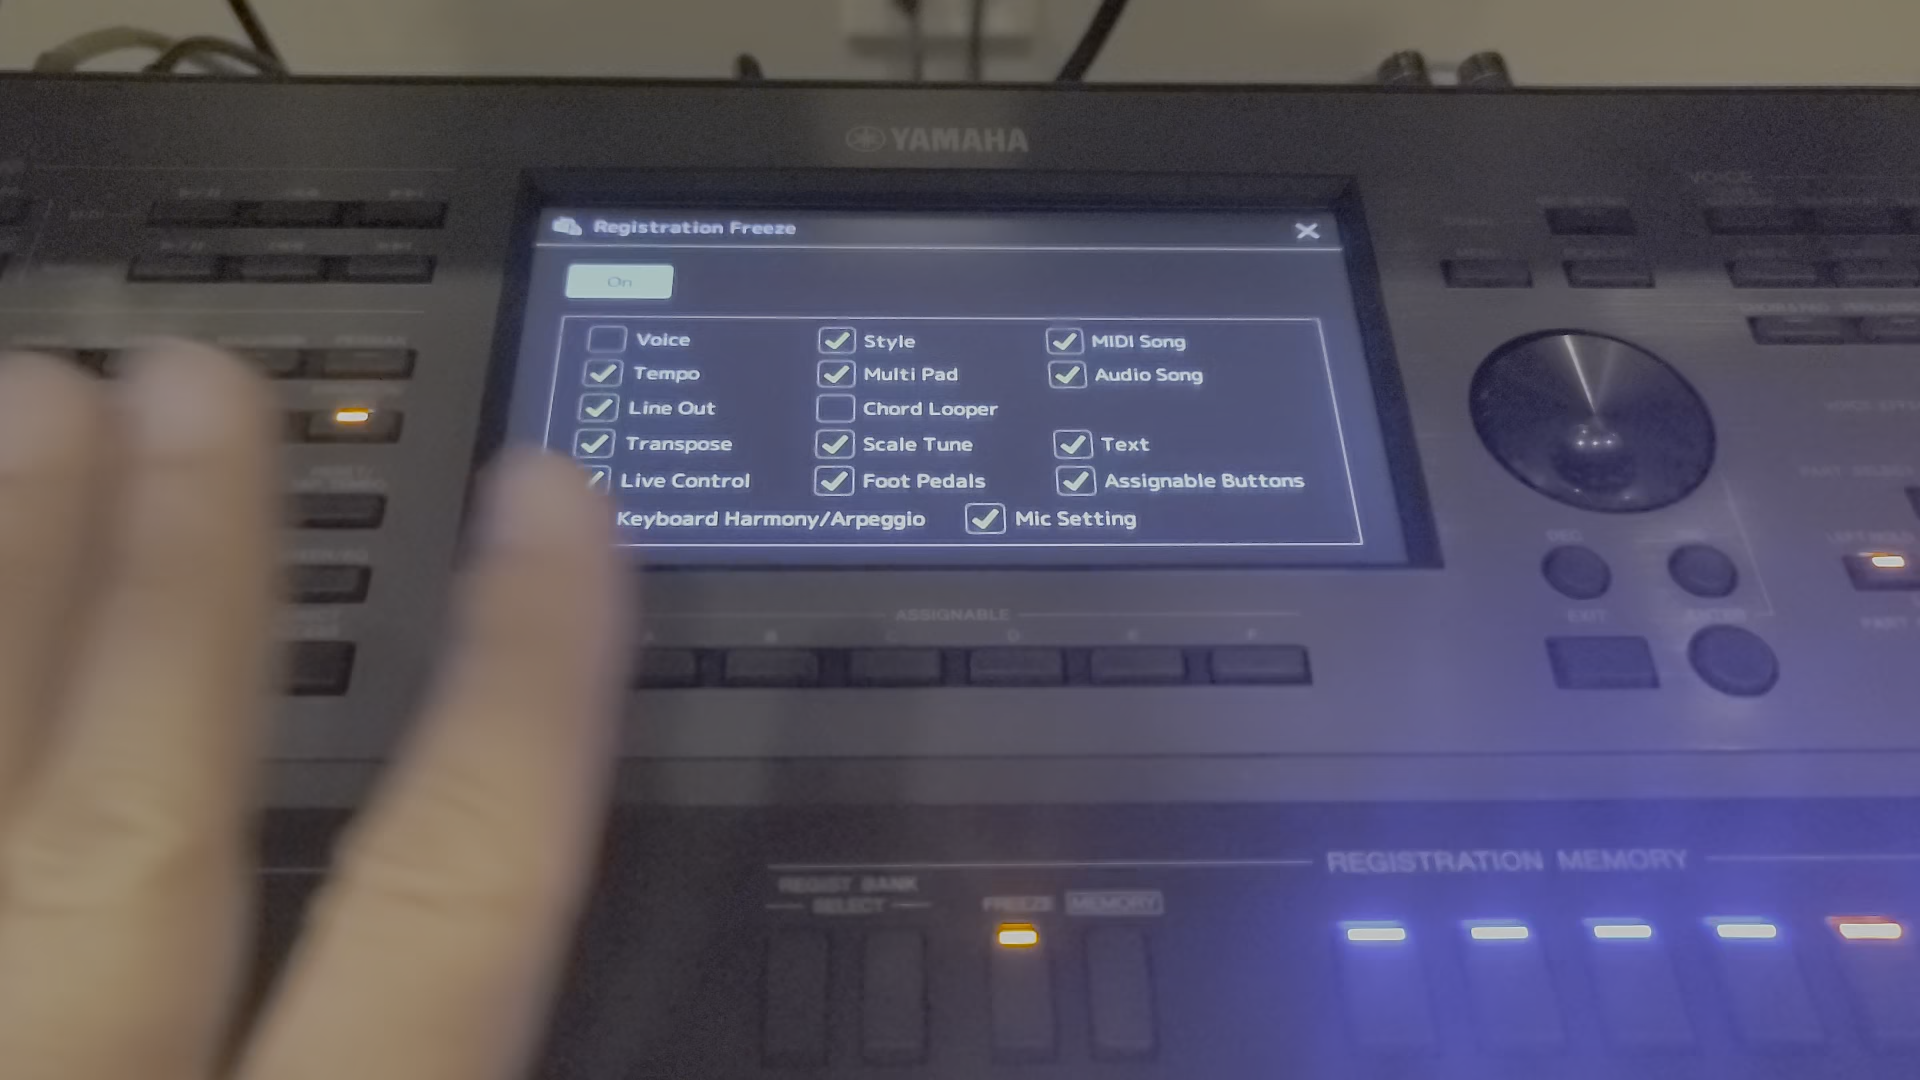 YAMAHA
Registration Freeze
On
Voice Style MIDI Song
Tempo Multi Pad Audio Song
Line Out Chord Looper
Transpose Scale Tune Text
Live Control Foot Pedals Assignable Buttons
Keyboard Harmony/Arpeggio Mic Setting
ASSIGNABLE
A B C D E F
EXIT ENTER
REGISTRATION MEMORY
REGIST BANK
SELECT
FREEZE MEMORY